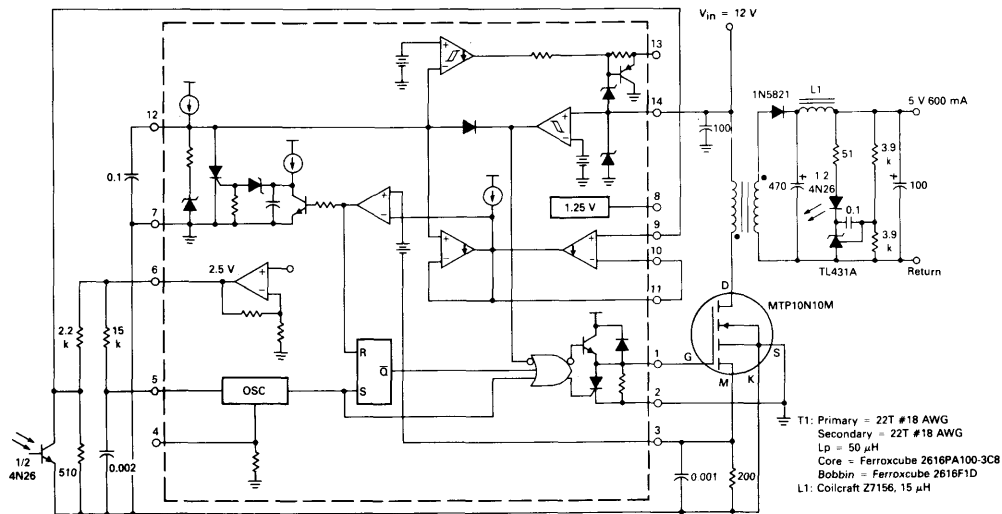 V_in = 12 V
13
14
1N5821
L1
5 V 600 mA
12
100
51
3.9
k
470
+
1 2
4N26
+
100
0.1
0.1
3.9
k
TL431A
Return
1.25 V
8
9
10
11
7
6
2.5 V
D
MTP10N10M
G
S
M
K
2.2
k
15
k
R
Q
S
1
2
5
OSC
4
3
1/2
4N26
510
0.002
0 001
200
T1: Primary = 22T #18 AWG
Secondary = 22T #18 AWG
Lp = 50 μH
Core = Ferroxcube 2616PA100-3C8
Bobbin = Ferroxcube 2616F1D
L1: Coilcraft Z7156, 15 μH